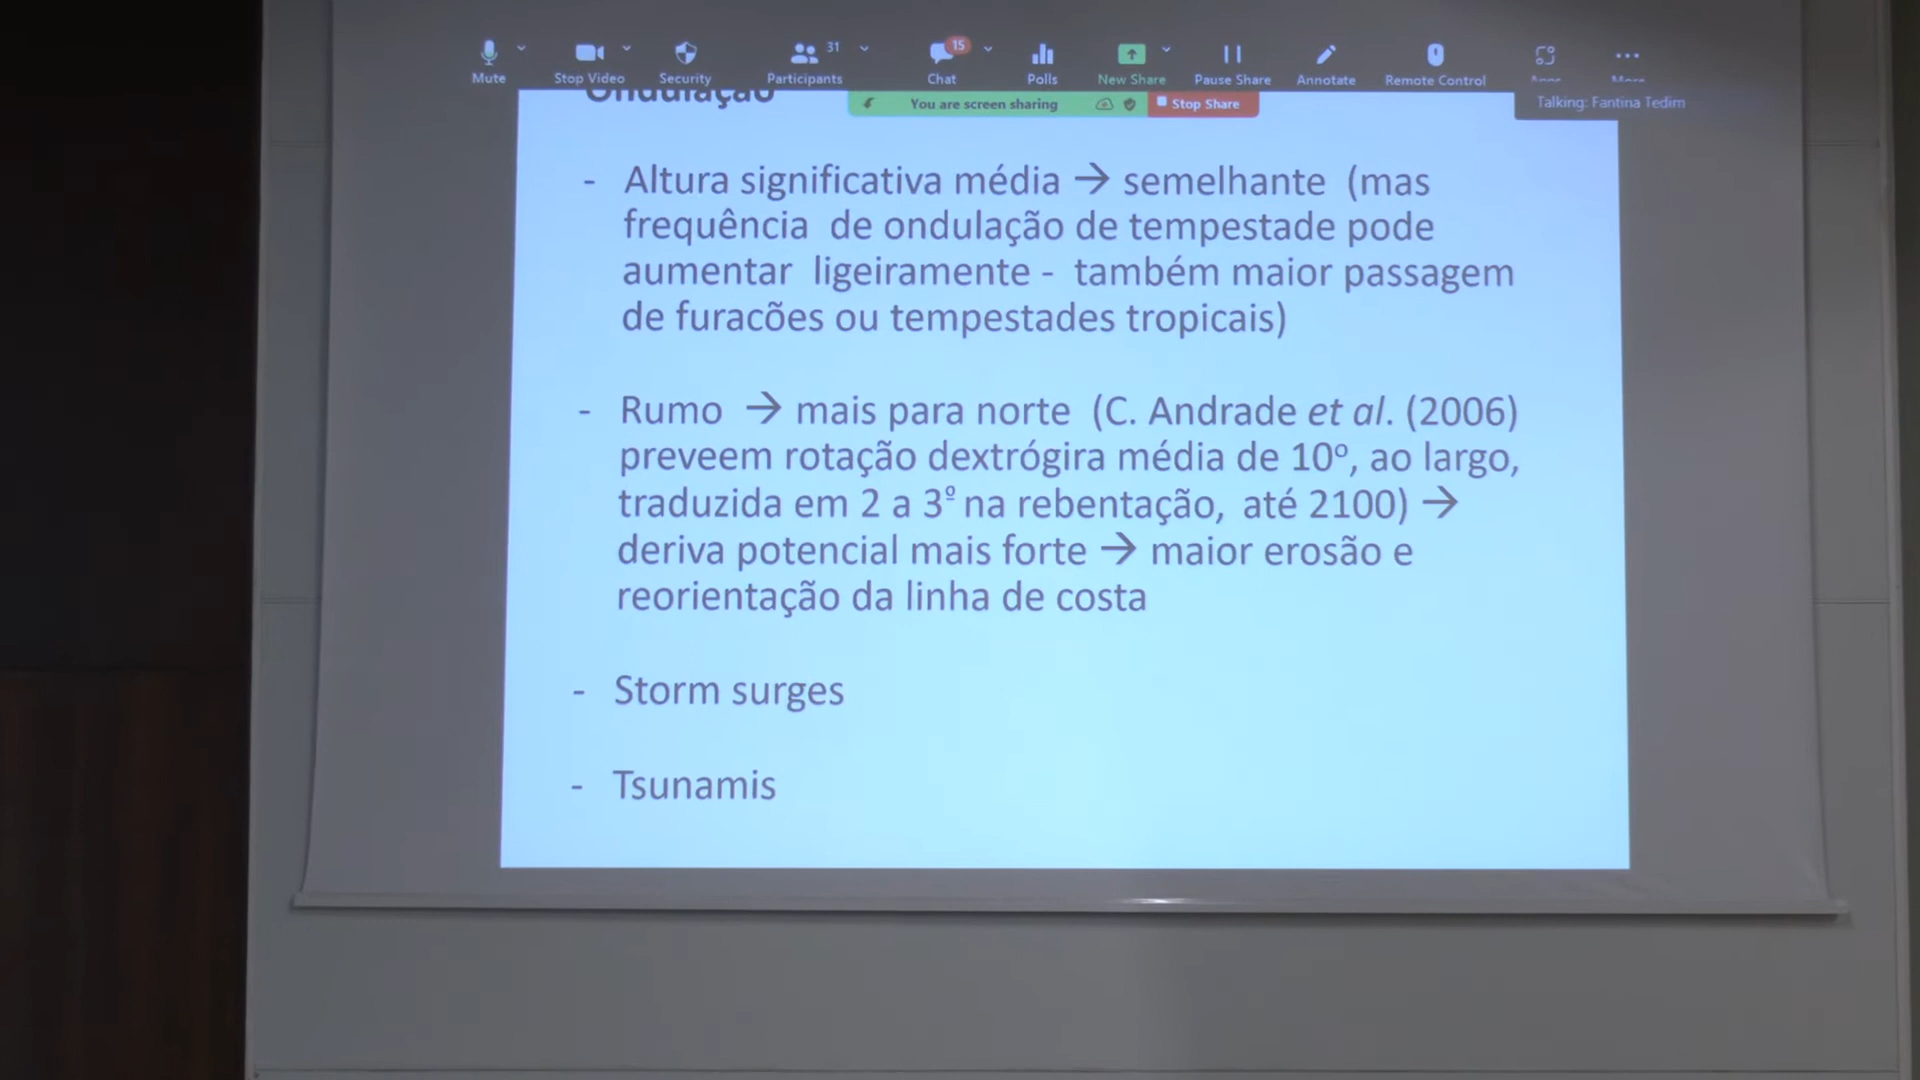 31
15
Mute
Stop Video
Security
Participants
Chat
Polls
New Share
Pause Share
Annotate
Remote Control
Apps
More
Ondulação
You are screen sharing
Stop Share
Talking: Fantina Tedim
- Altura significativa média → semelhante (mas
frequência de ondulação de tempestade pode
aumentar ligeiramente - também maior passagem
de furacões ou tempestades tropicais)
- Rumo → mais para norte (C. Andrade et al. (2006)
preveem rotação dextrógira média de 10º, ao largo,
traduzida em 2 a 3º na rebentação, até 2100) →
deriva potencial mais forte → maior erosão e
reorientação da linha de costa
- Storm surges
- Tsunamis